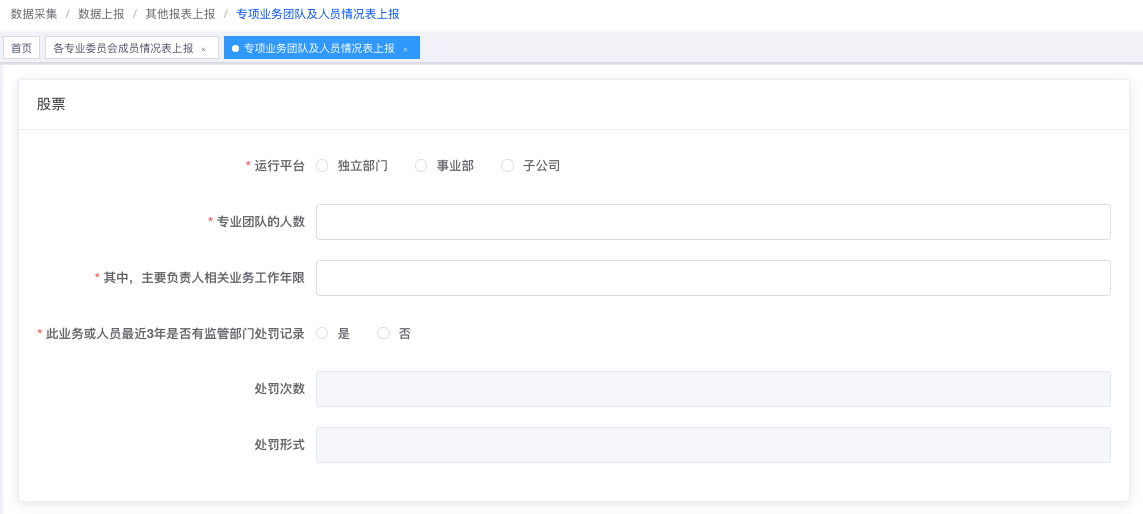 数据采集 / 数据上报 / 其他报表上报 / 专项业务团队及人员情况表上报
首页 各专业委员会成员情况表上报 × 专项业务团队及人员情况表上报 ×
股票
* 运行平台 独立部门 事业部 子公司
* 专业团队的人数
* 其中，主要负责人相关业务工作年限
* 此业务或人员最近3年是否有监管部门处罚记录 是 否
处罚次数
处罚形式